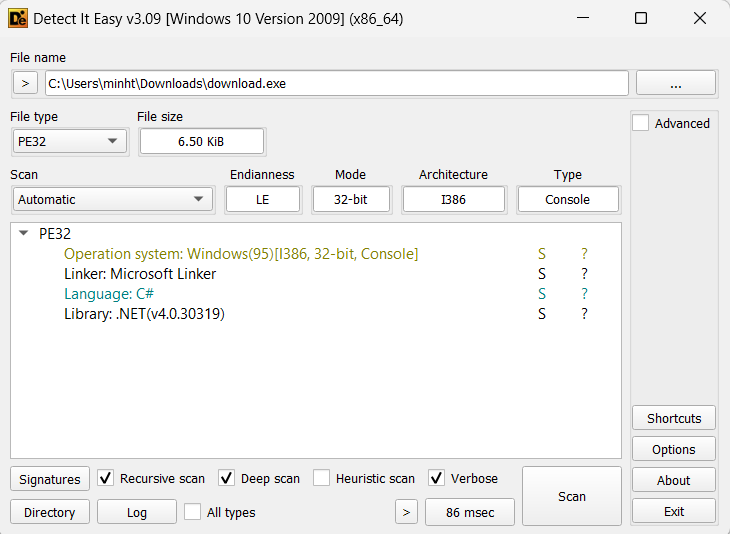 Detect It Easy v3.09 [Windows 10 Version 2009] (x86_64)
File name
> C:\Users\minht\Downloads\download.exe ...
File type File size
PE32 6.50 KiB
Advanced
Scan Endianness Mode Architecture Type
Automatic LE 32-bit I386 Console
PE32
Operation system: Windows(95)[I386, 32-bit, Console] S ?
Linker: Microsoft Linker S ?
Language: C# S ?
Library: .NET(v4.0.30319) S ?
Shortcuts
Options
Signatures Recursive scan Deep scan Heuristic scan Verbose
Scan
About
Directory Log All types > 86 msec
Exit